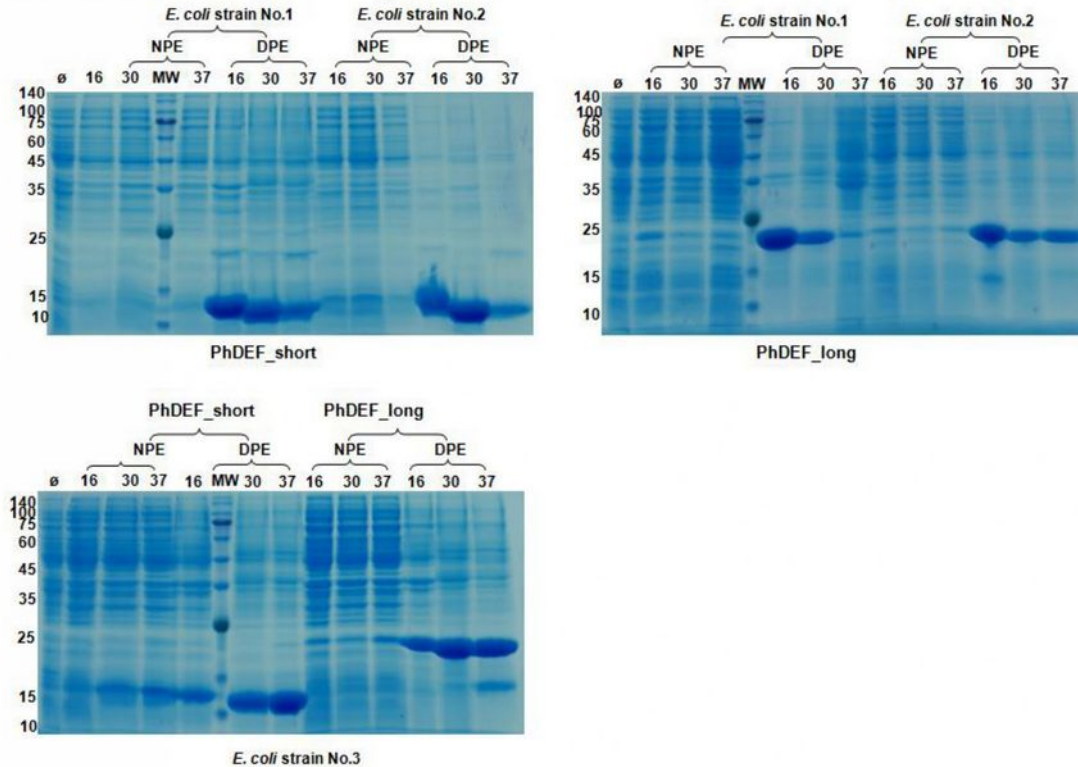 E. coli strain No.1 E. coli strain No.2
NPE DPE NPE DPE
ø 16 30 MW 37 16 30 37 16 30 37 16 30 37
140
100
75
60
45
35
25
15
10
PhDEF_short
E. coli strain No.1 E. coli strain No.2
NPE DPE NPE DPE
ø 16 30 37 MW 16 30 37 16 30 37 16 30 37
140
100
75
60
45
35
25
15
10
PhDEF_long
PhDEF_short PhDEF_long
NPE DPE NPE DPE
ø 16 30 37 16 MW 30 37 16 30 37 16 30 37
140
100
75
60
45
35
25
15
10
E. coli strain No.3